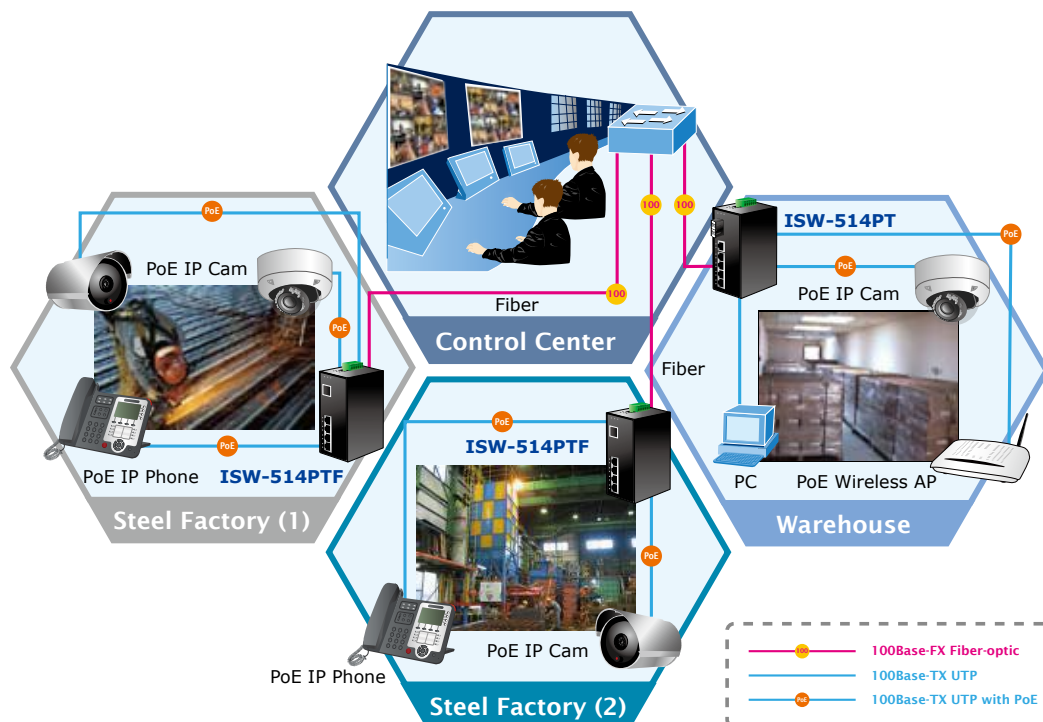 100
100
100
PoE
ISW-514PT
PoE
PoE IP Cam
PoE
PoE IP Cam
Fiber
100
PoE
Control Center
Fiber
PoE
PoE
ISW-514PTF
PoE IP Phone
ISW-514PTF
PC
PoE Wireless AP
Steel Factory (1)
Warehouse
PoE
PoE IP Cam
PoE IP Phone
Steel Factory (2)
100
100Base-FX Fiber-optic
100Base-TX UTP
PoE
100Base-TX UTP with PoE